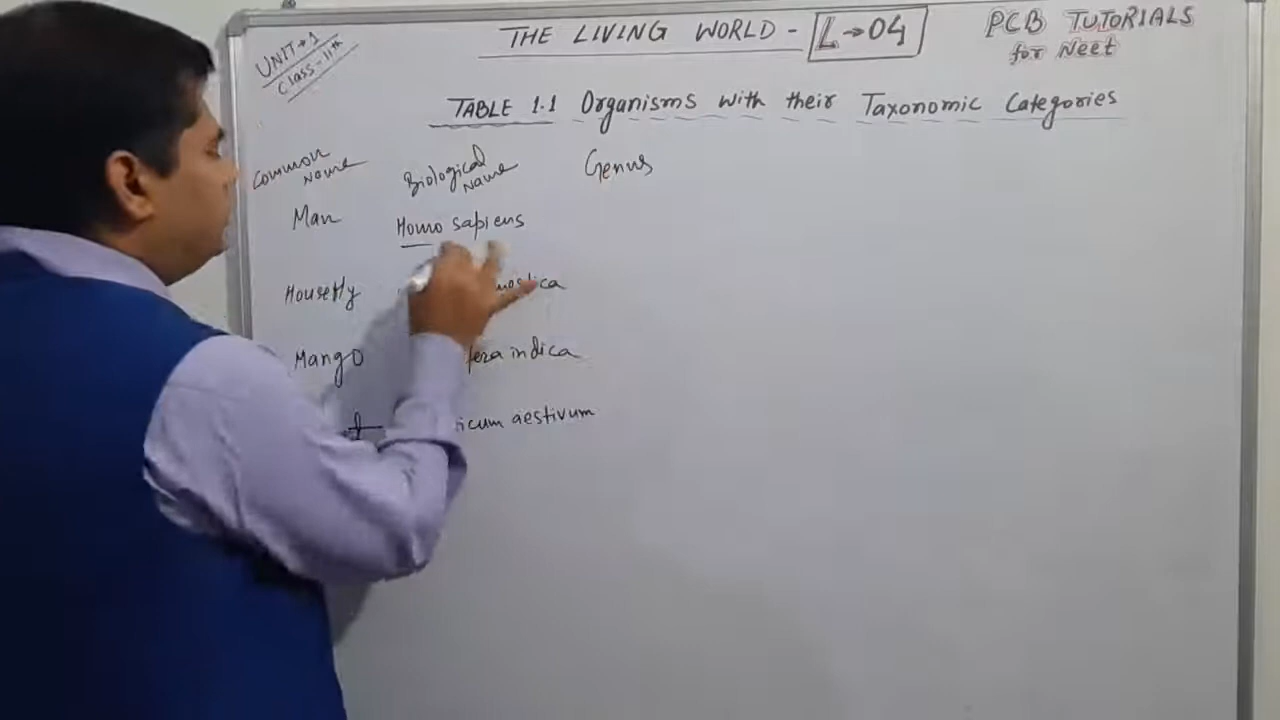 UNIT→1
Class-11th
THE LIVING WORLD - L→04
PCB TUTORIALS
for Neet
TABLE 1.1 Organisms with their Taxonomic Categories
Common Name
Biological Name
Genus
Man
Homo sapiens
Housefly
Mango
indica
aestivum